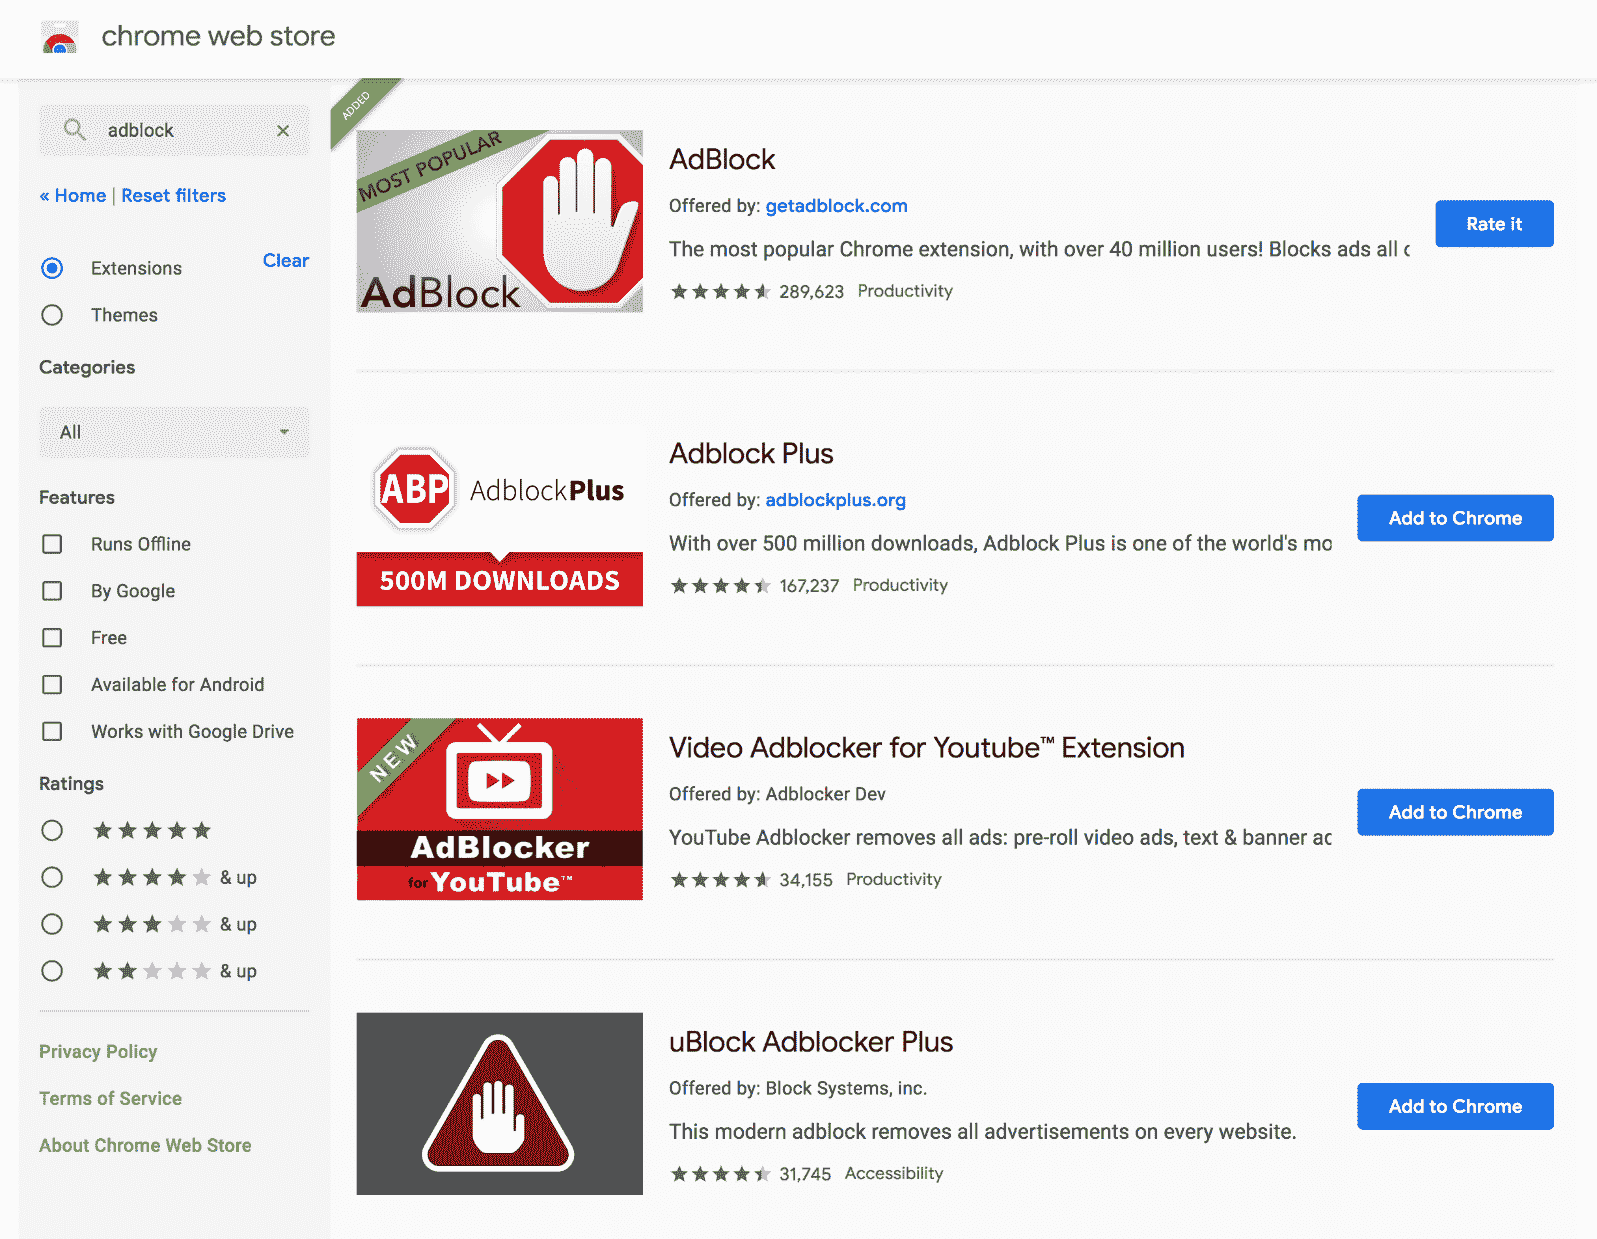 chrome web store
adblock
« Home | Reset filters
Extensions
Clear
Themes
Categories
All
Features
Runs Offline
By Google
Free
Available for Android
Works with Google Drive
Ratings
& up
& up
& up
Privacy Policy
Terms of Service
About Chrome Web Store
ADDED
MOST POPULAR
AdBlock
AdBlock
Offered by: getadblock.com
The most popular Chrome extension, with over 40 million users! Blocks ads all
289,623 Productivity
Rate it
ABP AdblockPlus
500M DOWNLOADS
Adblock Plus
Offered by: adblockplus.org
With over 500 million downloads, Adblock Plus is one of the world's mo
167,237 Productivity
Add to Chrome
NEW
AdBlocker
for YouTube™
Video Adblocker for Youtube™ Extension
Offered by: Adblocker Dev
YouTube Adblocker removes all ads: pre-roll video ads, text & banner
34,155 Productivity
Add to Chrome
uBlock Adblocker Plus
Offered by: Block Systems, inc.
This modern adblock removes all advertisements on every website.
31,745 Accessibility
Add to Chrome